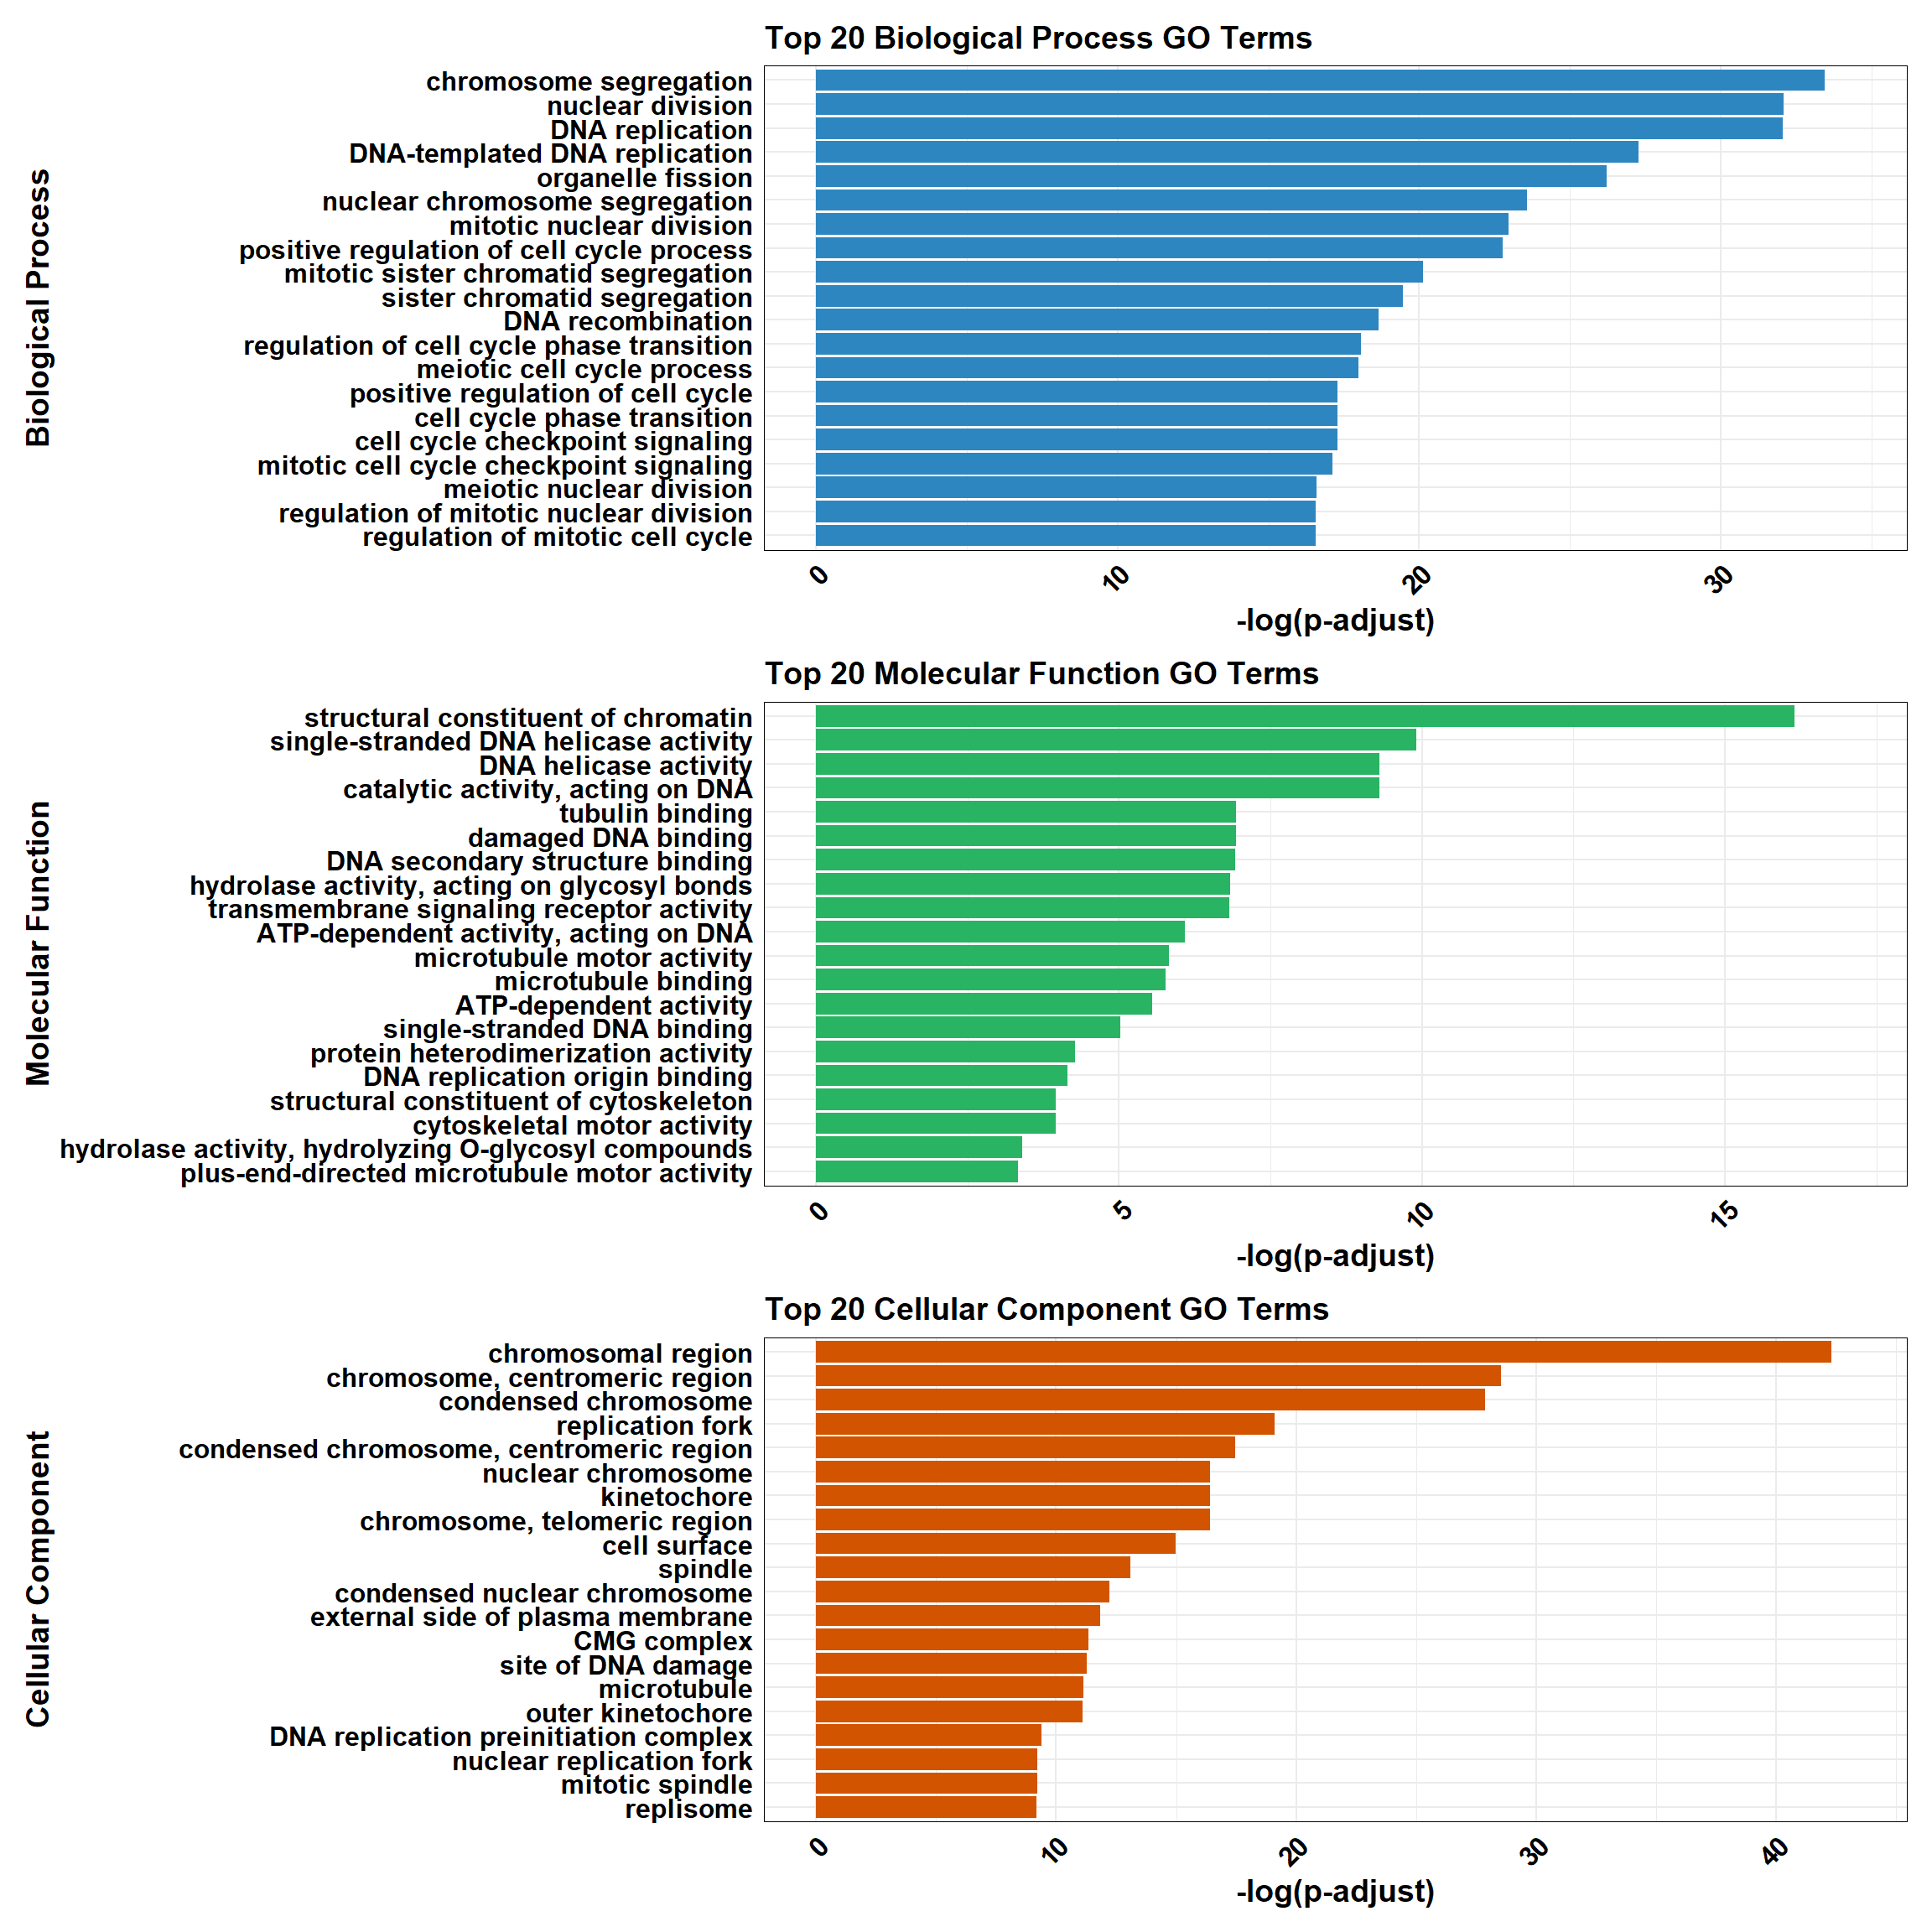 Top 20 Biological Process GO Terms
Biological Process
chromosome segregation
nuclear division
DNA replication
DNA-templated DNA replication
organelle fission
nuclear chromosome segregation
mitotic nuclear division
positive regulation of cell cycle process
mitotic sister chromatid segregation
sister chromatid segregation
DNA recombination
regulation of cell cycle phase transition
meiotic cell cycle process
positive regulation of cell cycle
cell cycle phase transition
cell cycle checkpoint signaling
mitotic cell cycle checkpoint signaling
meiotic nuclear division
regulation of mitotic nuclear division
regulation of mitotic cell cycle
0 10 20 30
-log(p-adjust)
Top 20 Molecular Function GO Terms
Molecular Function
structural constituent of chromatin
single-stranded DNA helicase activity
DNA helicase activity
catalytic activity, acting on DNA
tubulin binding
damaged DNA binding
DNA secondary structure binding
hydrolase activity, acting on glycosyl bonds
transmembrane signaling receptor activity
ATP-dependent activity, acting on DNA
microtubule motor activity
microtubule binding
ATP-dependent activity
single-stranded DNA binding
protein heterodimerization activity
DNA replication origin binding
structural constituent of cytoskeleton
cytoskeletal motor activity
hydrolase activity, hydrolyzing O-glycosyl compounds
plus-end-directed microtubule motor activity
0 5 10 15
-log(p-adjust)
Top 20 Cellular Component GO Terms
Cellular Component
chromosomal region
chromosome, centromeric region
condensed chromosome
replication fork
condensed chromosome, centromeric region
nuclear chromosome
kinetochore
chromosome, telomeric region
cell surface
spindle
condensed nuclear chromosome
external side of plasma membrane
CMG complex
site of DNA damage
microtubule
outer kinetochore
DNA replication preinitiation complex
nuclear replication fork
mitotic spindle
replisome
0 10 20 30 40
-log(p-adjust)